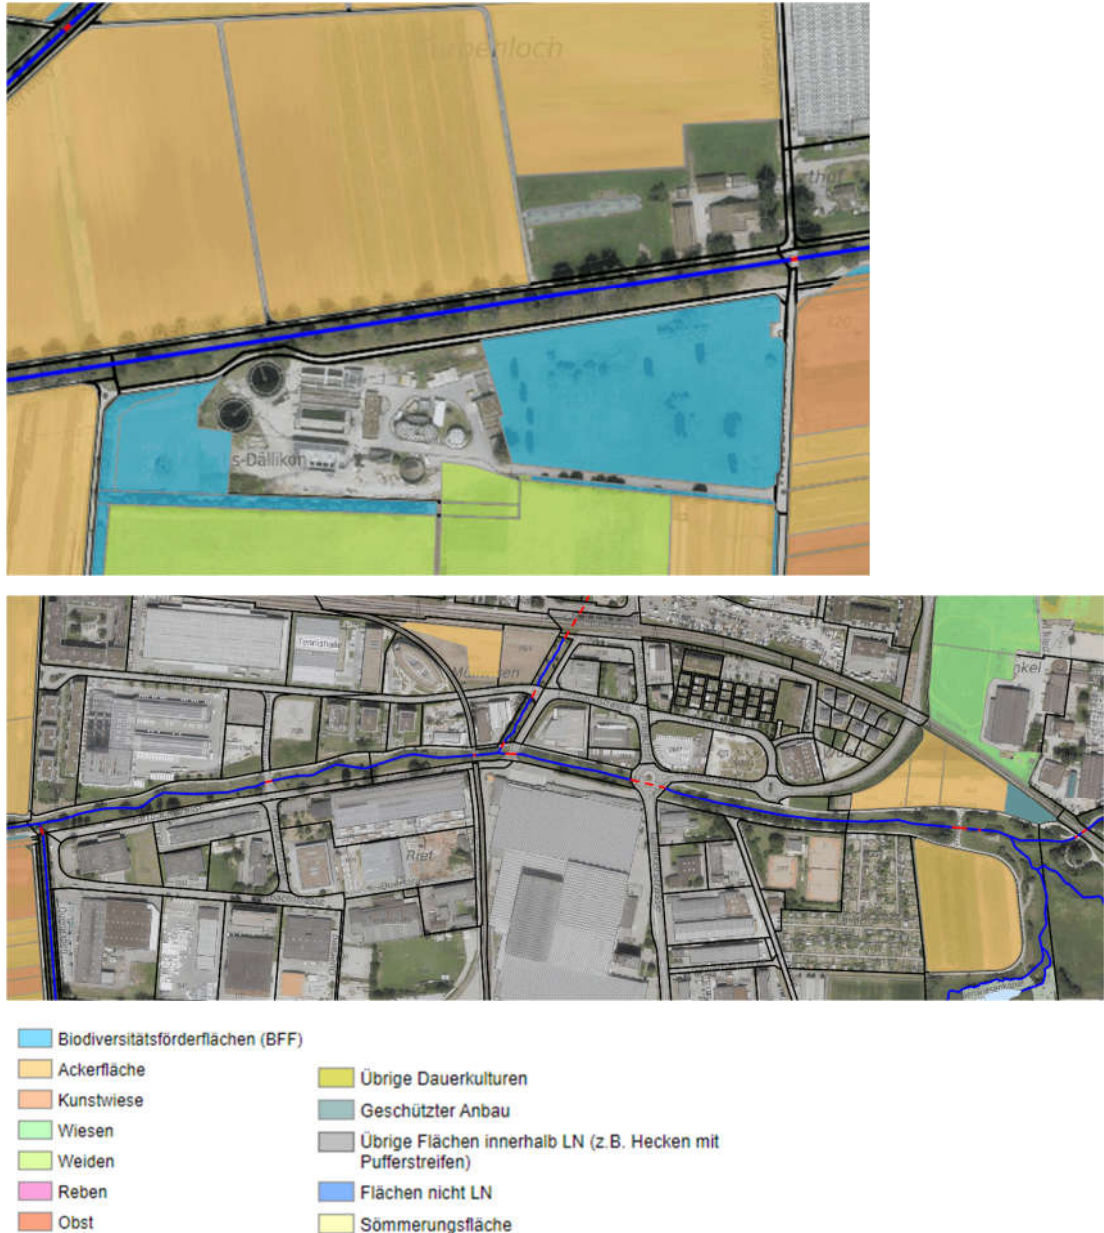 s-Dällikon
Tennishalle
Riet
Biodiversitätsförderflächen (BFF)
Ackerfläche
Kunstwiese
Wiesen
Weiden
Reben
Obst
Übrige Dauerkulturen
Geschützter Anbau
Übrige Flächen innerhalb LN (z.B. Hecken mit
Pufferstreifen)
Flächen nicht LN
Sömmerungsfläche